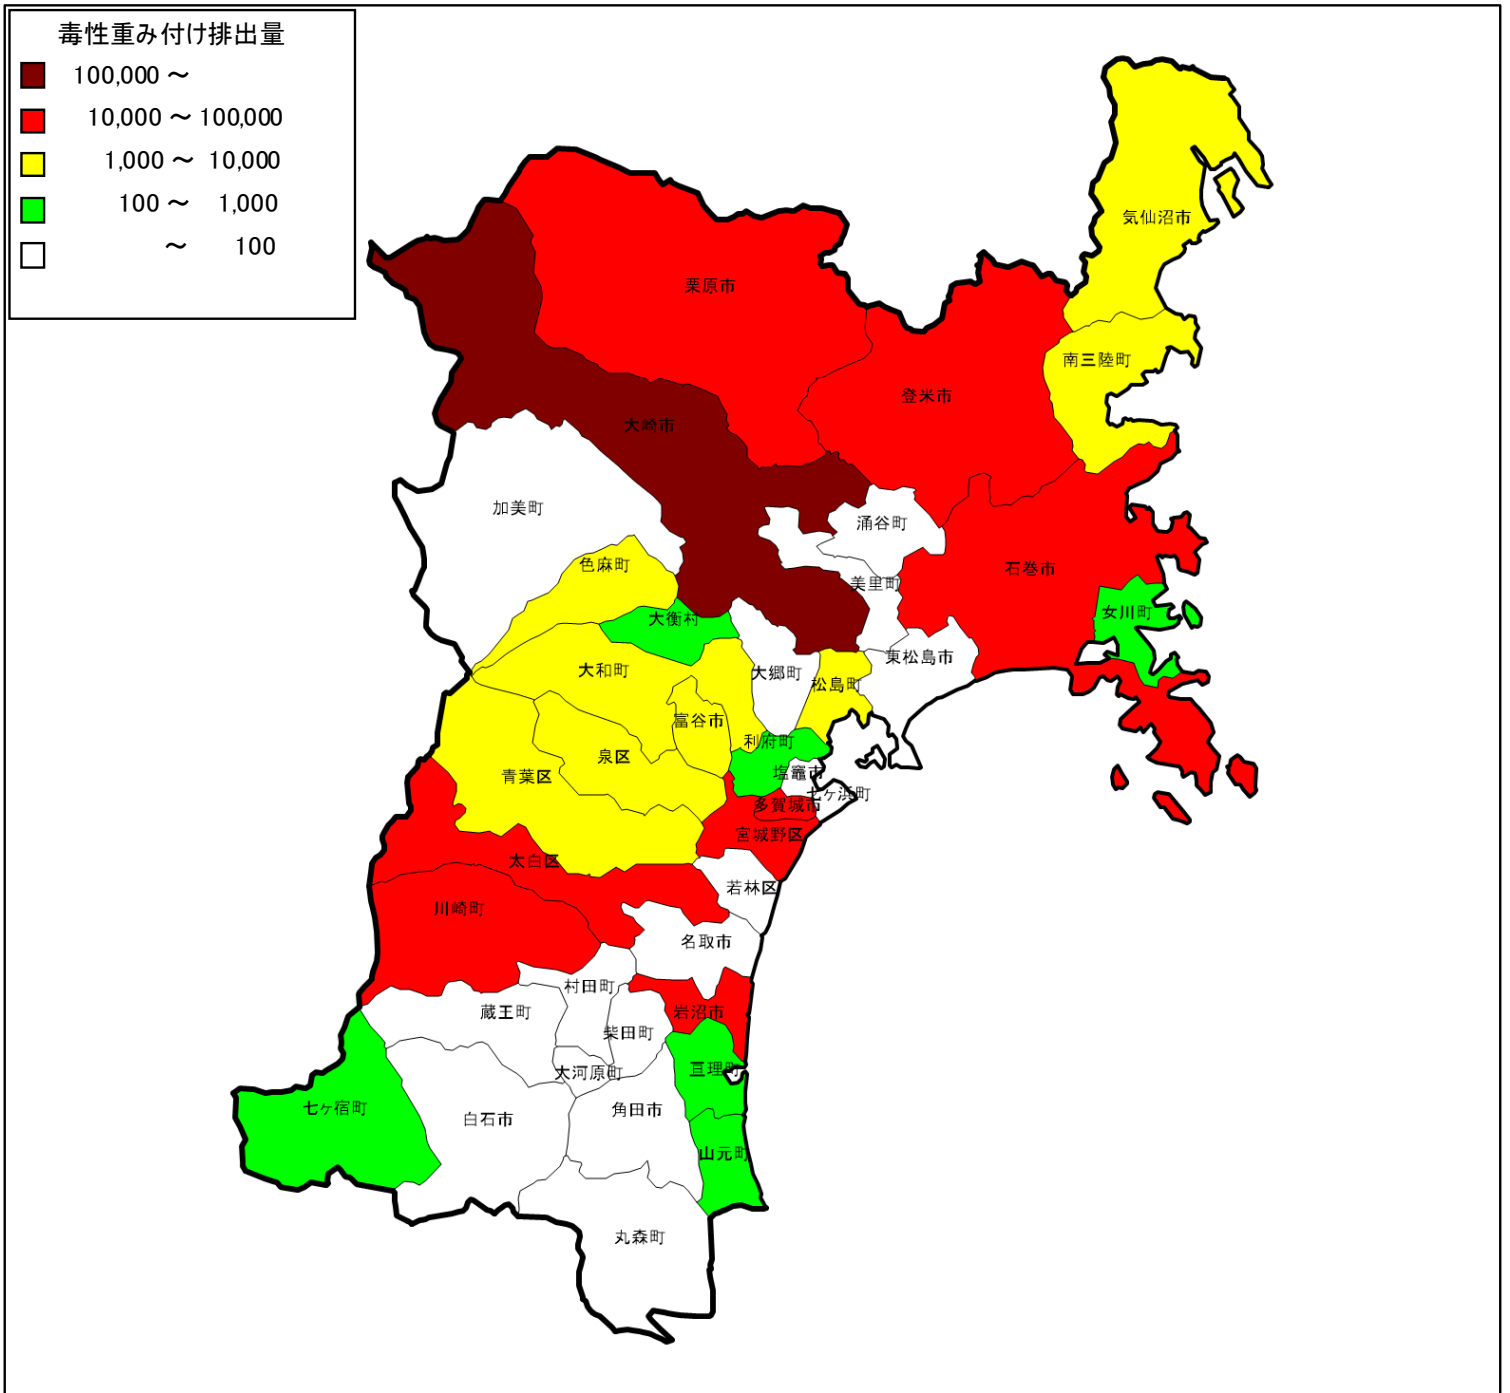 毒性重み付け排出量
100,000 ～
10,000 ～ 100,000
1,000 ～ 10,000
100 ～ 1,000
～ 100
気仙沼市
栗原市
南三陸町
登米市
大崎市
加美町
涌谷町
色麻町
石巻市
美里町
大衡村
女川町
大和町
大郷町
東松島市
松島町
富谷市
利府町
泉区
青葉区
塩竈市
七ヶ浜町
多賀城市
宮城野区
太白区
若林区
川崎町
名取市
村田町
蔵王町
岩沼市
柴田町
大河原町
亘理町
七ヶ宿町
白石市
角田市
山元町
丸森町